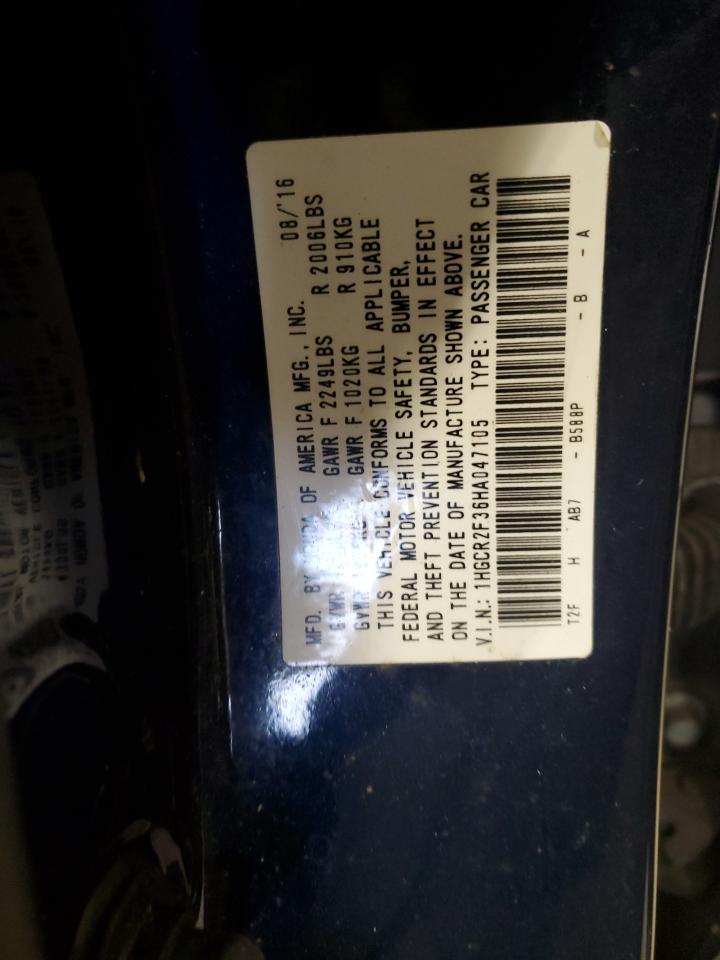 MFD. BY HONDA OF AMERICA MFG., INC. 08/'16
GVWR GAWR F 2249LBS R 2006LBS
GVWR GAWR F 1020KG R 910KG
THIS VEHICLE CONFORMS TO ALL APPLICABLE
FEDERAL MOTOR VEHICLE SAFETY, BUMPER,
AND THEFT PREVENTION STANDARDS IN EFFECT
ON THE DATE OF MANUFACTURE SHOWN ABOVE.
V.I.N.: 1HGCR2F36HA047105 TYPE: PASSENGER CAR
T2F H AB7 - B588P - B - A